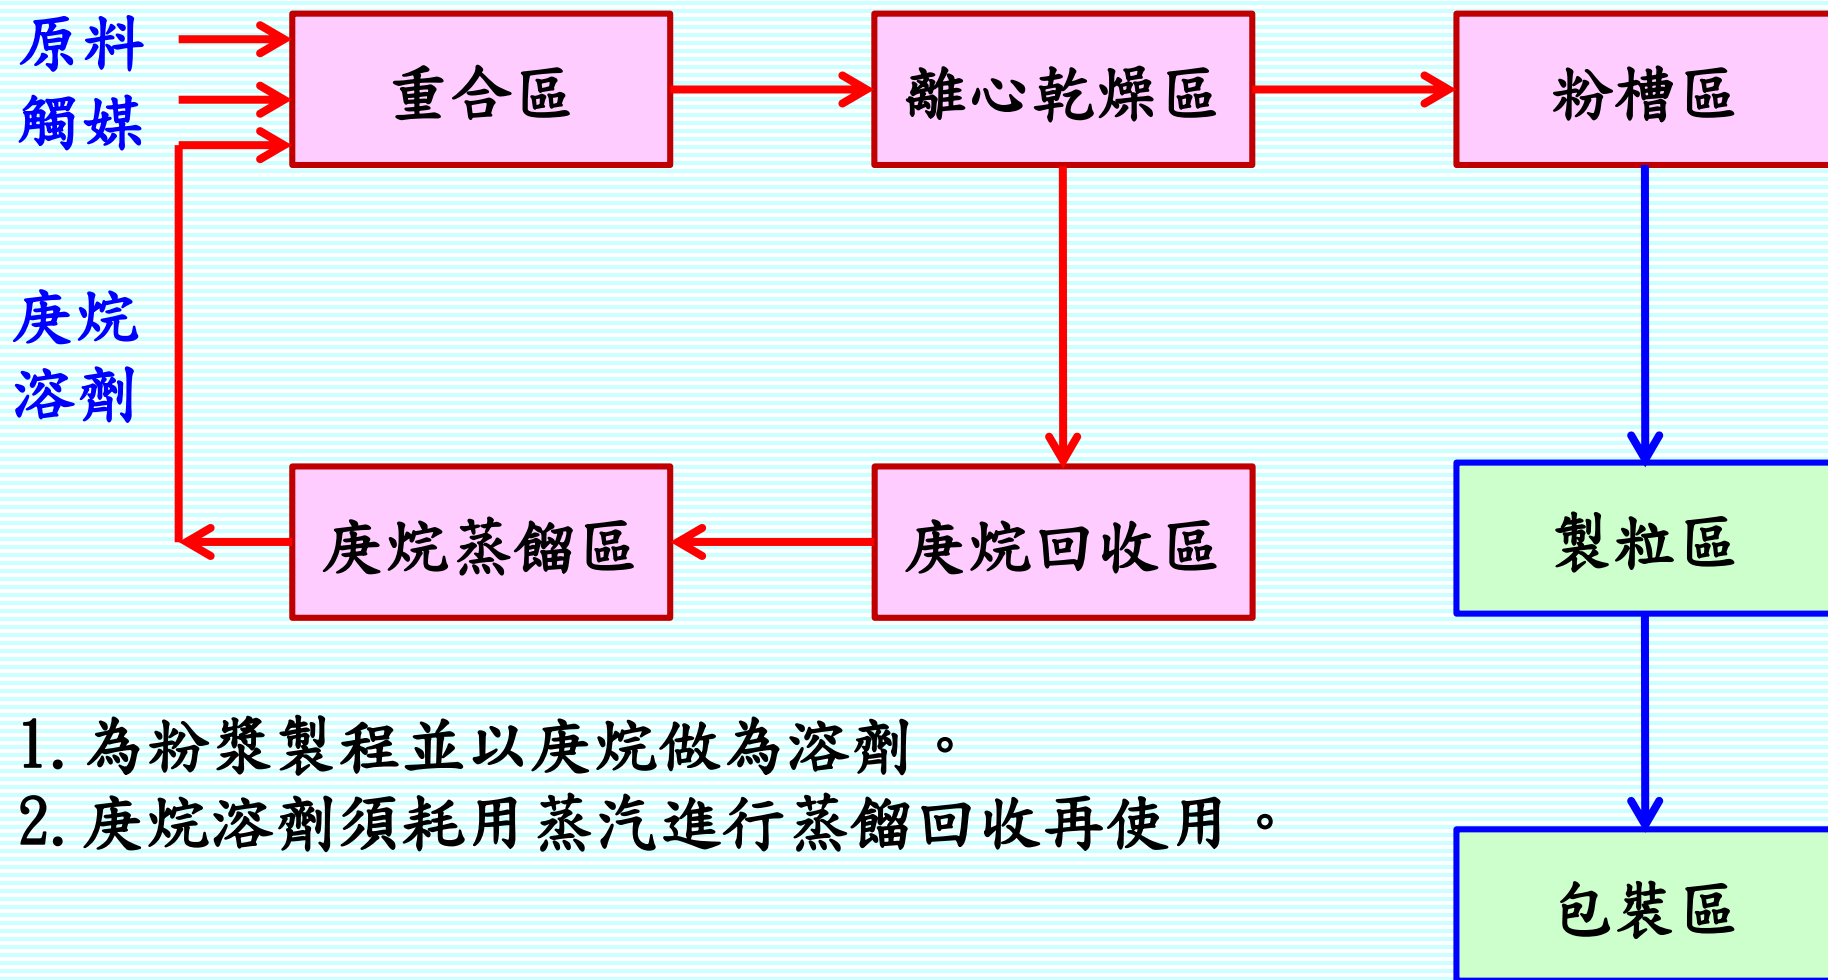 原料
觸媒
重合區
離心乾燥區
粉槽區
庚烷
溶劑
庚烷蒸餾區
庚烷回收區
製粒區
1.為粉漿製程並以庚烷做為溶劑。
2.庚烷溶劑須耗用蒸汽進行蒸餾回收再使用。
包裝區